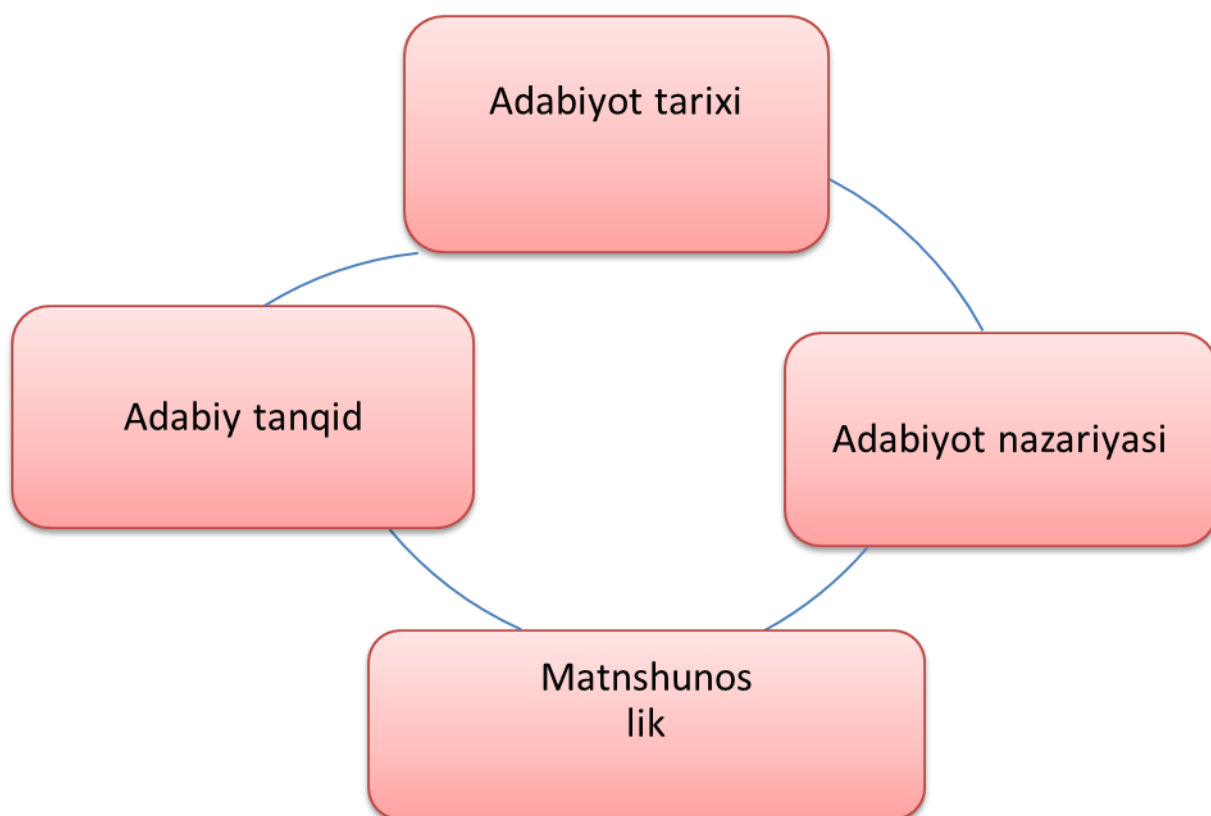 Adabiyot tarixi
Adabiy tanqid
Adabiyot nazariyasi
Matnshunos
lik